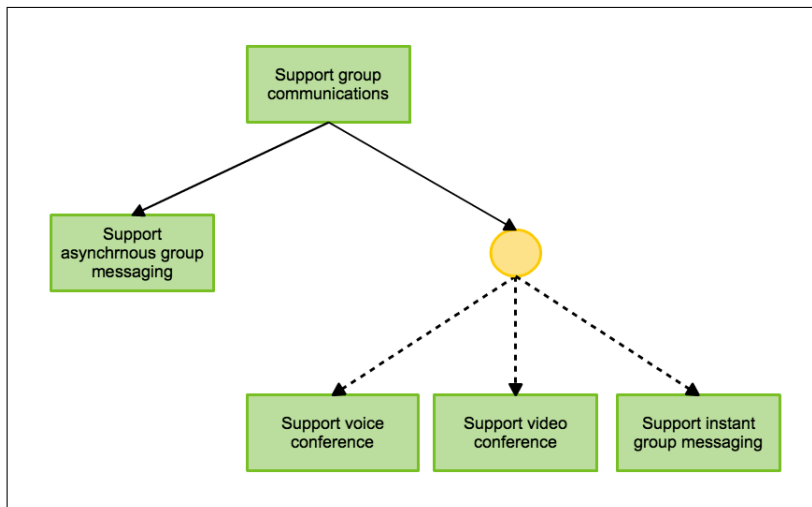 Support group
communications
Support
asynchrnous group
messaging
Support voice
conference
Support video
conference
Support instant
group messaging